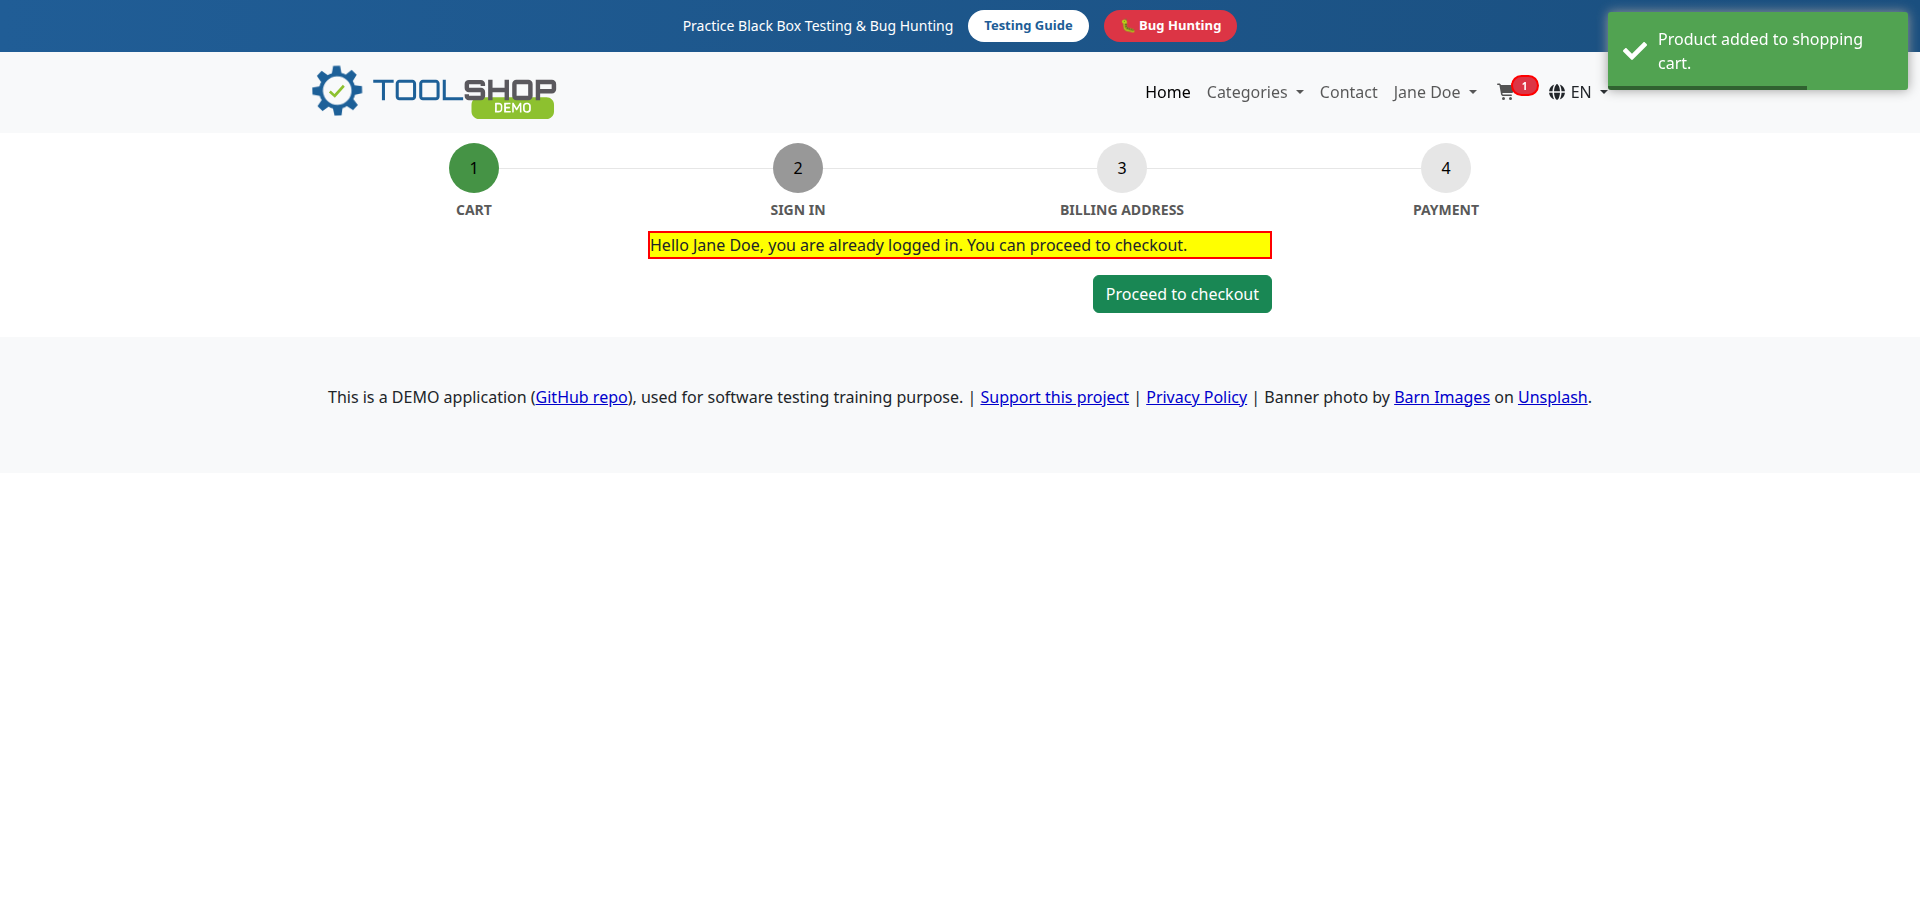 Practice Black Box Testing & Bug Hunting Testing Guide 🐛 Bug Hunting
Product added to shopping
cart.
TOOLSHOP
DEMO
Home Categories Contact Jane Doe 1 EN
1 2 3 4
CART SIGN IN BILLING ADDRESS PAYMENT
Hello Jane Doe, you are already logged in. You can proceed to checkout.
Proceed to checkout
This is a DEMO application (GitHub repo), used for software testing training purpose. | Support this project | Privacy Policy | Banner photo by Barn Images on Unsplash.